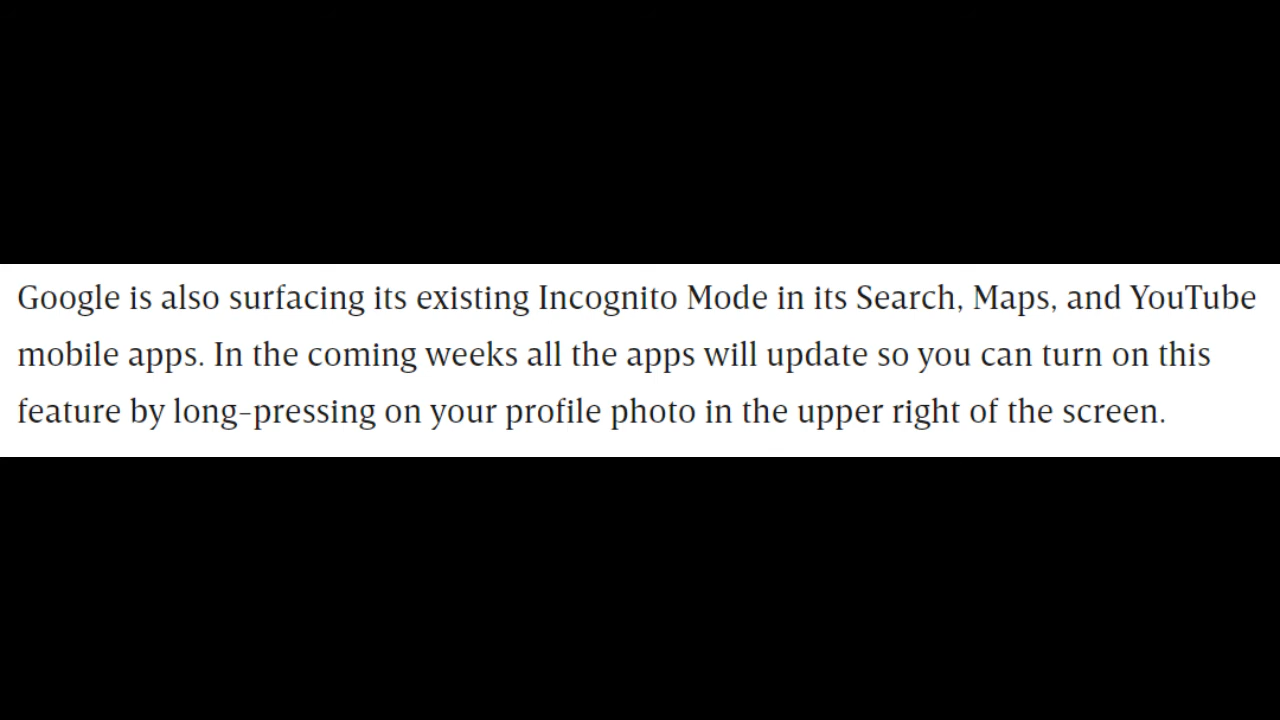 Google is also surfacing its existing Incognito Mode in its Search, Maps, and YouTube
mobile apps. In the coming weeks all the apps will update so you can turn on this
feature by long-pressing on your profile photo in the upper right of the screen.